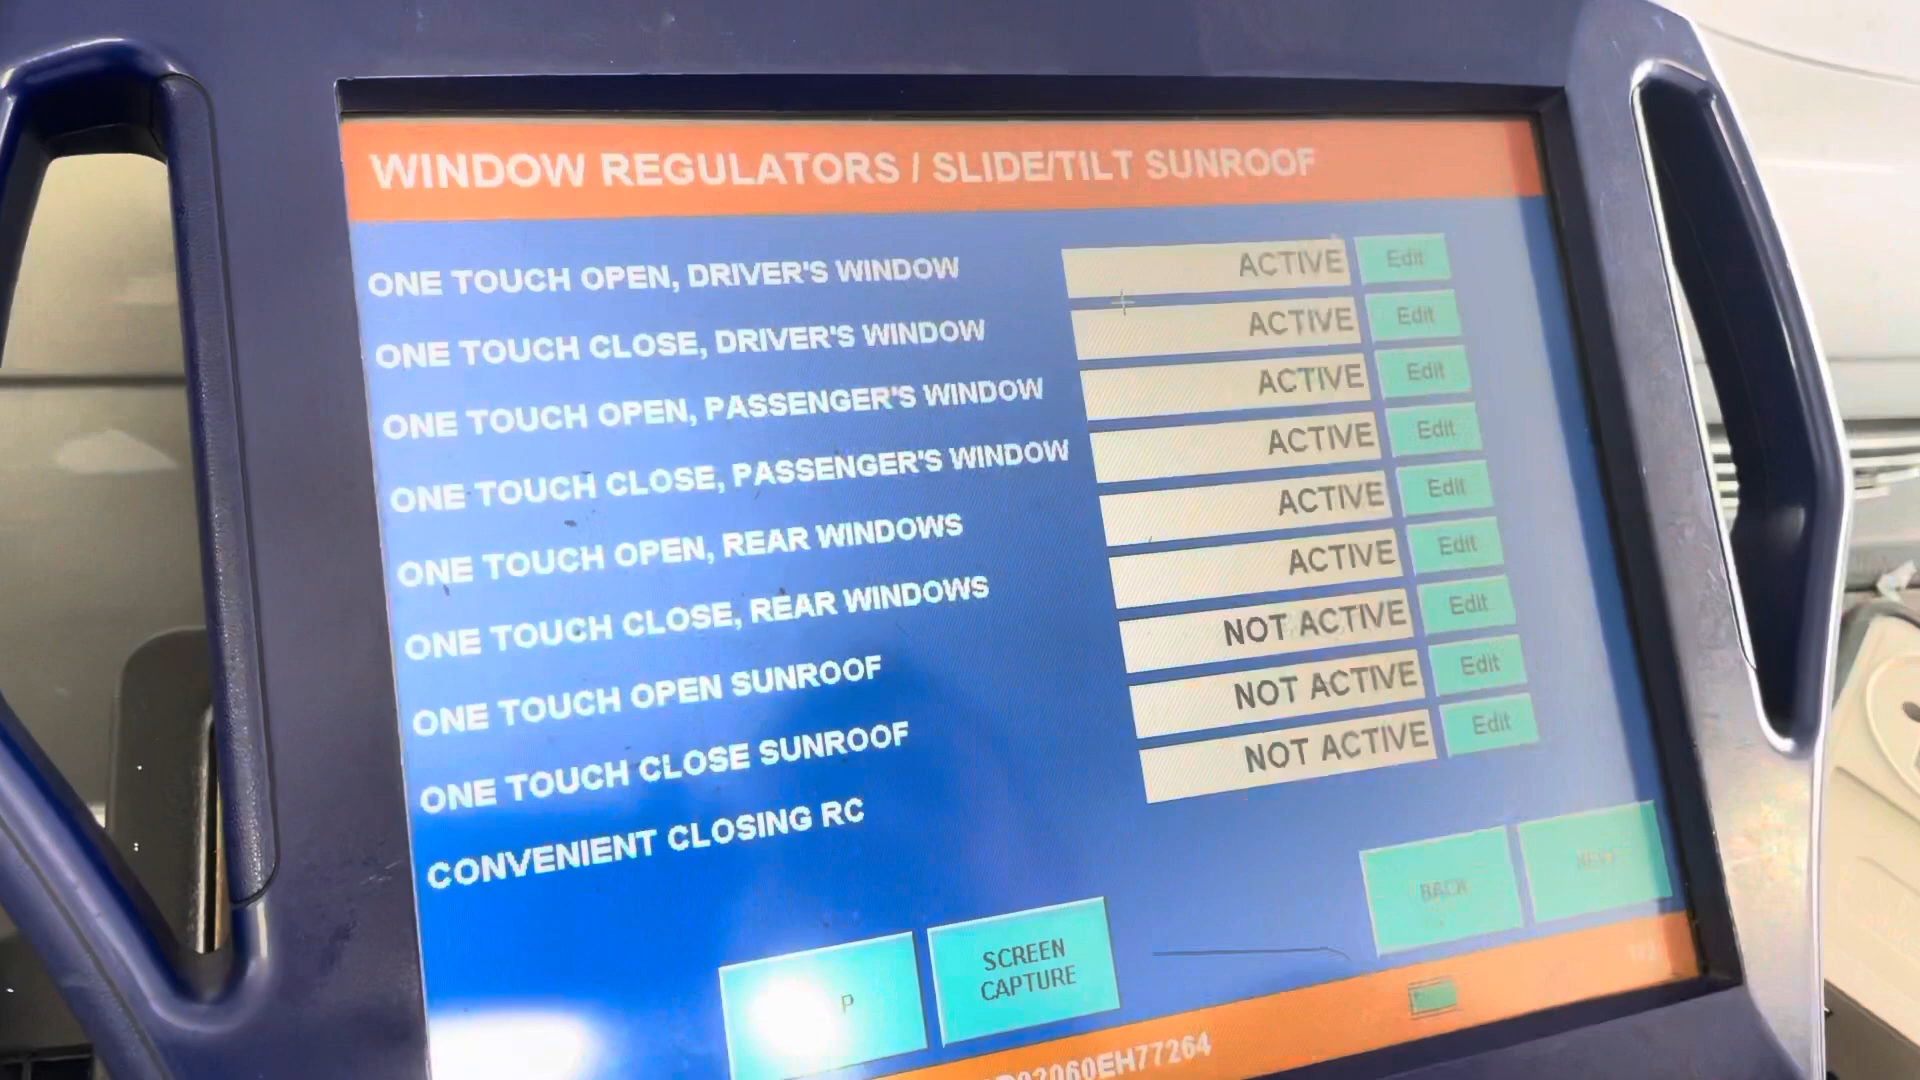 WINDOW REGULATORS / SLIDE/TILT SUNROOF
ONE TOUCH OPEN, DRIVER'S WINDOW ACTIVE Edit
ONE TOUCH CLOSE, DRIVER'S WINDOW ACTIVE Edit
ONE TOUCH OPEN, PASSENGER'S WINDOW ACTIVE Edit
ONE TOUCH CLOSE, PASSENGER'S WINDOW ACTIVE Edit
ONE TOUCH OPEN, REAR WINDOWS ACTIVE Edit
ONE TOUCH CLOSE, REAR WINDOWS ACTIVE Edit
ONE TOUCH OPEN SUNROOF NOT ACTIVE Edit
ONE TOUCH CLOSE SUNROOF NOT ACTIVE Edit
CONVENIENT CLOSING RC NOT ACTIVE Edit
BACK
SCREEN
CAPTURE